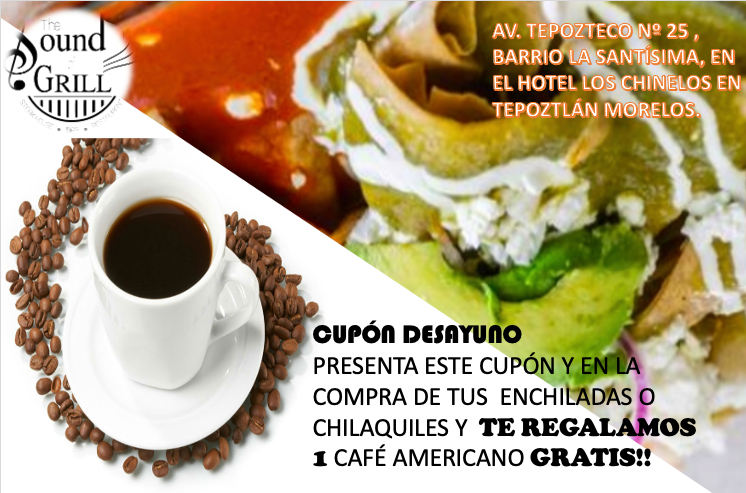 The
Sound
GRILL
AV. TEPOZTECO Nº 25 ,
BARRIO LA SANTÍSIMA, EN
EL HOTEL LOS CHINELOS EN
TEPOZTLÁN MORELOS.
CUPÓN DESAYUNO
PRESENTA ESTE CUPÓN Y EN LA
COMPRA DE TUS ENCHILADAS O
CHILAQUILES Y TE REGALAMOS
1 CAFÉ AMERICANO GRATIS!!